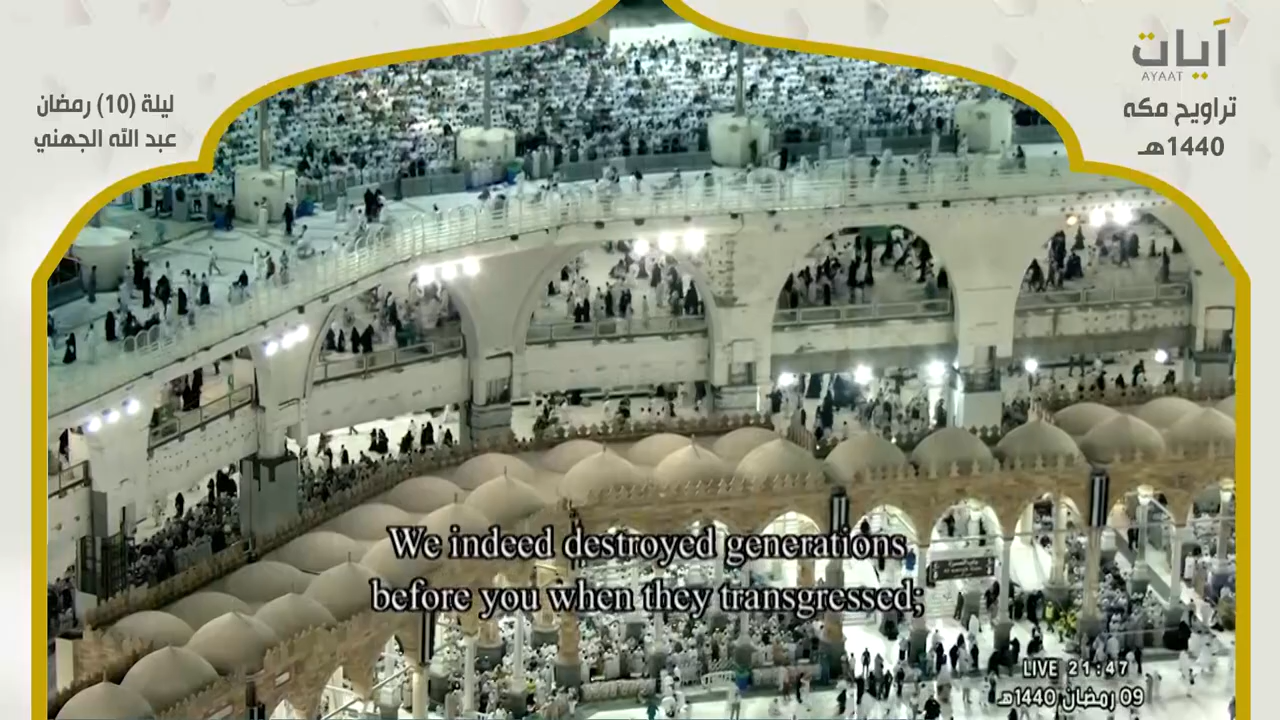 آيات
AYAAT
تراويح مكه
1440هـ
ليلة (10) رمضان
عبد الله الجهني
We indeed destroyed generations
before you when they transgressed;
LIVE 21:47
09 رمضان 1440هـ